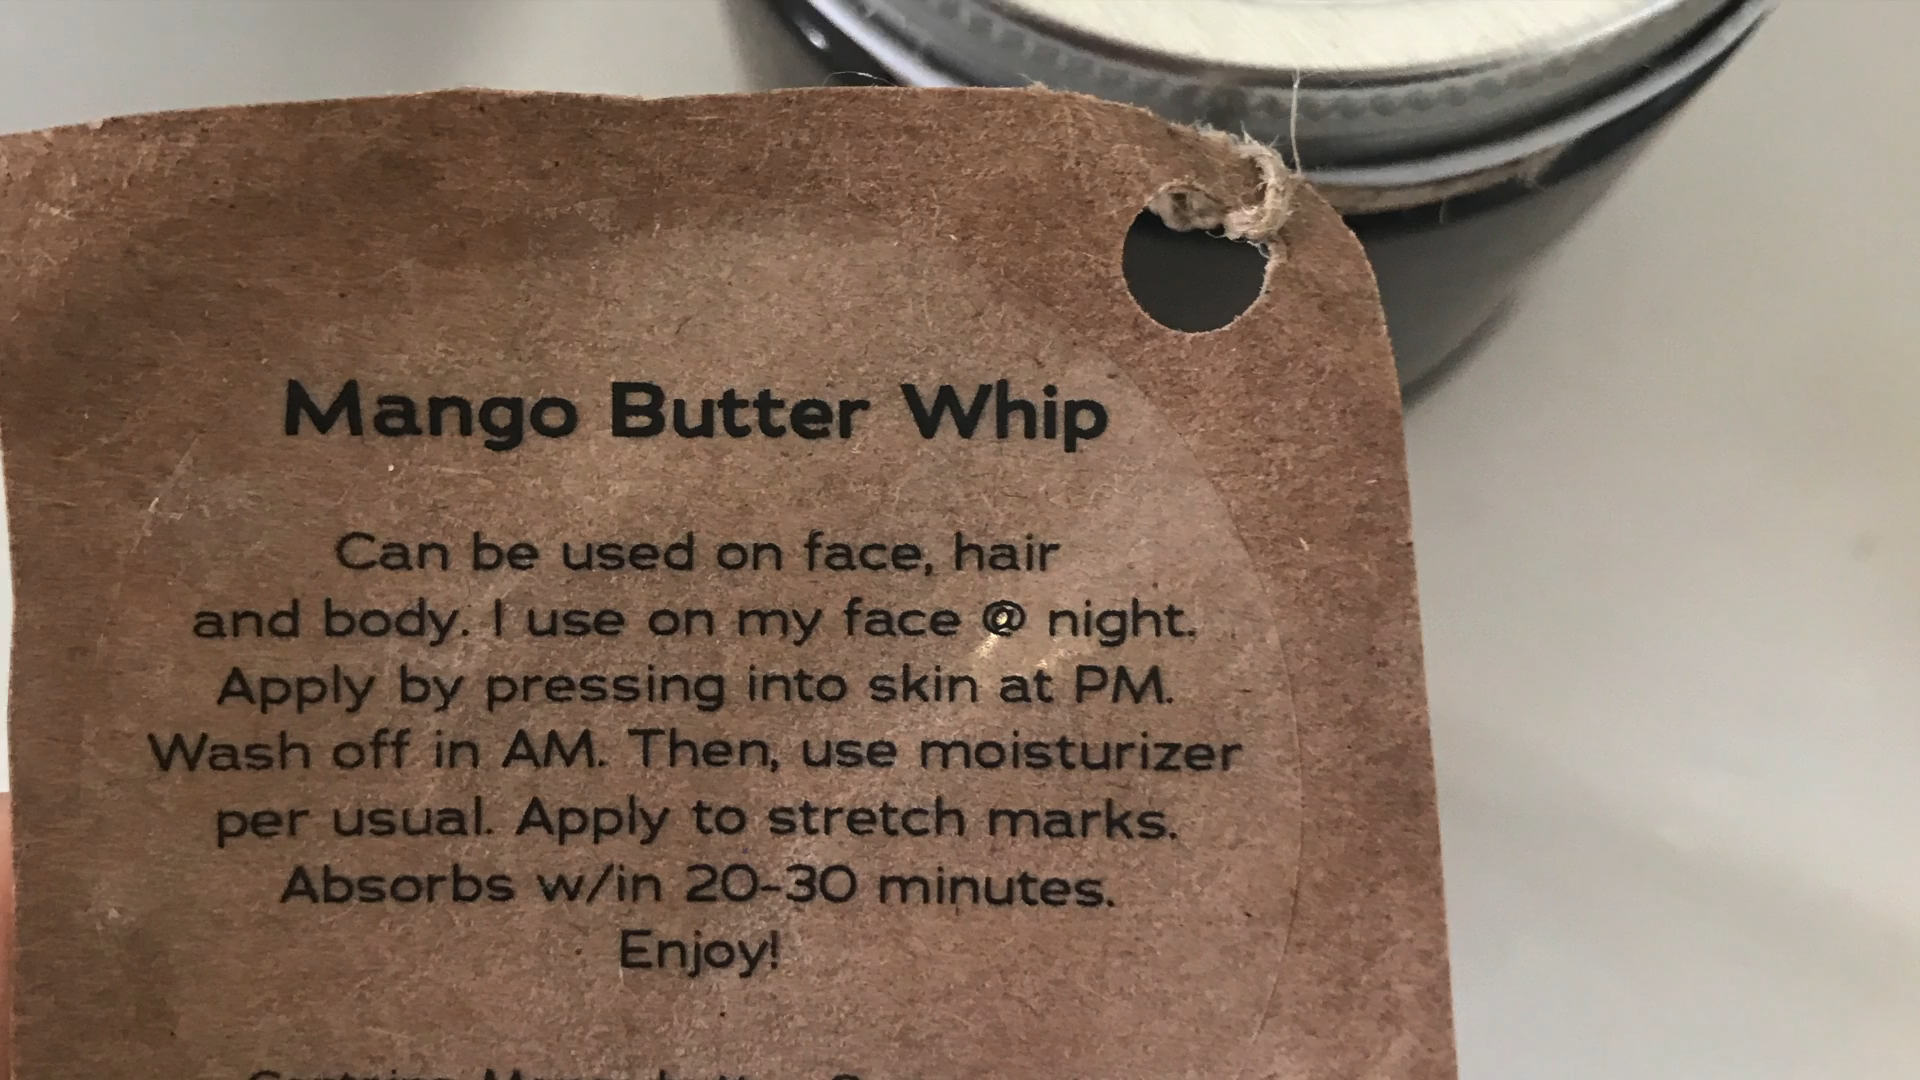 Mango Butter Whip
Can be used on face, hair
and body. I use on my face @ night.
Apply by pressing into skin at PM.
Wash off in AM. Then, use moisturizer
per usual. Apply to stretch marks.
Absorbs w/in 20-30 minutes.
Enjoy!